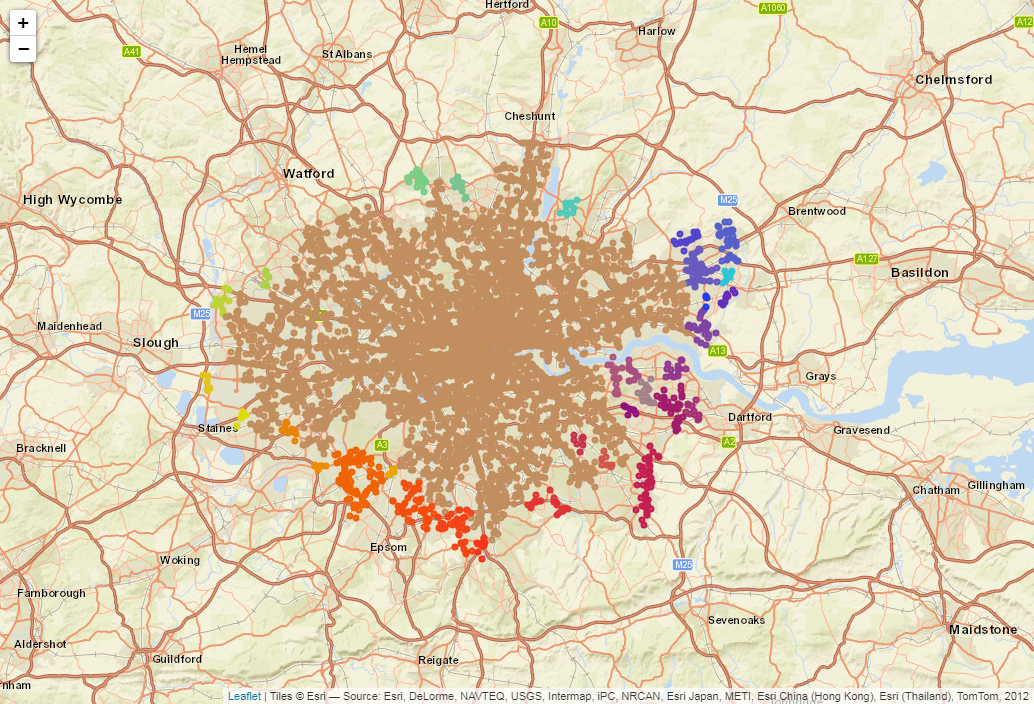 +
−
Hertford
A10
A1060
A12
A41
Hemel
Hempstead
St Albans
Harlow
Chelmsford
Cheshunt
Watford
High Wycombe
M25
Brentwood
A127
Basildon
M25
Maidenhead
Slough
A13
Grays
Staines
Dartford
Gravesend
Bracknell
A3
A2
Chatham
Gillingham
Epsom
Woking
M25
Farnborough
Sevenoaks
Maidstone
Aldershot
Guildford
Reigate
nham
Leaflet | Tiles © Esri — Source: Esri, DeLorme, NAVTEQ, USGS, Intermap, iPC, NRCAN, Esri Japan, METI, Esri China (Hong Kong), Esri (Thailand), TomTom, 2012